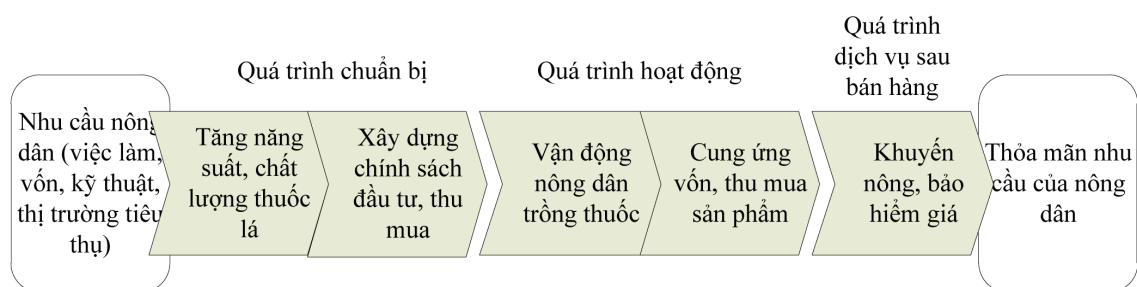 Quá trình chuẩn bị
Quá trình hoạt động
Quá trình
dịch vụ sau
bán hàng
Nhu cầu nông
dân (việc làm,
vốn, kỹ thuật,
thị trường tiêu
thụ)
Tăng năng
suất, chất
lượng thuốc
lá
Xây dựng
chính sách
đầu tư, thu
mua
Vận động
nông dân
trồng thuốc
Cung ứng
vốn, thu mua
sản phẩm
Khuyến
nông, bảo
hiểm giá
Thỏa mãn nhu
cầu của nông
dân